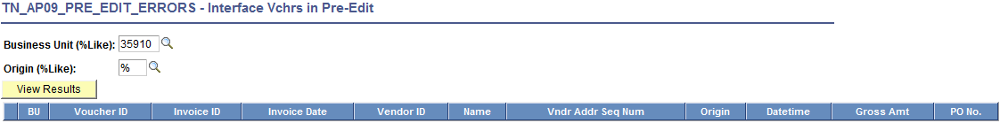 TN_AP09_PRE_EDIT_ERRORS - Interface Vchrs in Pre-Edit
Business Unit (%Like): 35910
Origin (%Like): %
View Results
BU Voucher ID Invoice ID Invoice Date Vendor ID Name Vndr Addr Seq Num Origin Datetime Gross Amt PO No.